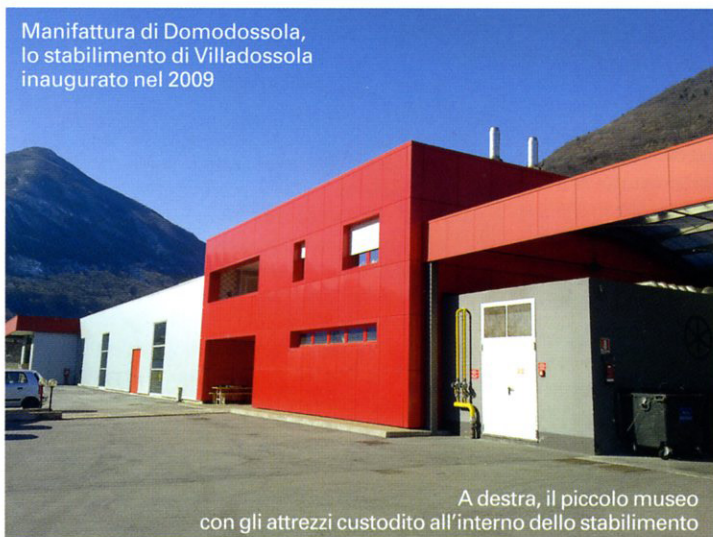 Manifattura di Domodossola,
lo stabilimento di Villadossola
inaugurato nel 2009
A destra, il piccolo museo
con gli attrezzi custodito all'interno dello stabilimento